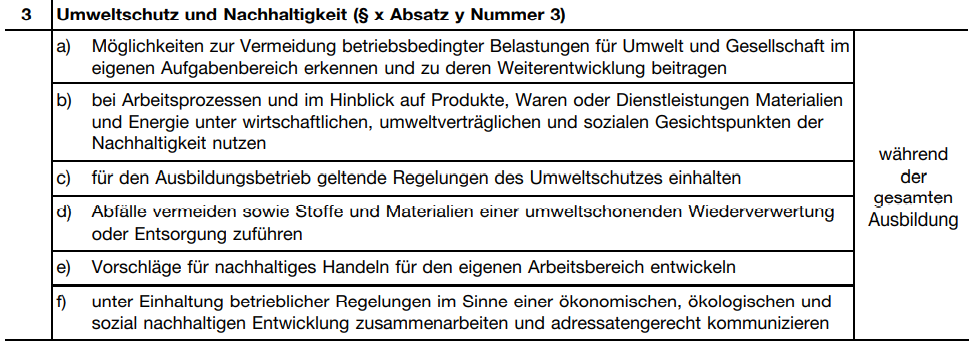 3 Umweltschutz und Nachhaltigkeit (§ x Absatz y Nummer 3)
a) Möglichkeiten zur Vermeidung betriebsbedingter Belastungen für Umwelt und Gesellschaft im
eigenen Aufgabenbereich erkennen und zu deren Weiterentwicklung beitragen
b) bei Arbeitsprozessen und im Hinblick auf Produkte, Waren oder Dienstleistungen Materialien
und Energie unter wirtschaftlichen, umweltverträglichen und sozialen Gesichtspunkten der
Nachhaltigkeit nutzen
c) für den Ausbildungsbetrieb geltende Regelungen des Umweltschutzes einhalten
d) Abfälle vermeiden sowie Stoffe und Materialien einer umweltschonenden Wiederverwertung
oder Entsorgung zuführen
e) Vorschläge für nachhaltiges Handeln für den eigenen Arbeitsbereich entwickeln
f) unter Einhaltung betrieblicher Regelungen im Sinne einer ökonomischen, ökologischen und
sozial nachhaltigen Entwicklung zusammenarbeiten und adressatengerecht kommunizieren
während
der
gesamten
Ausbildung